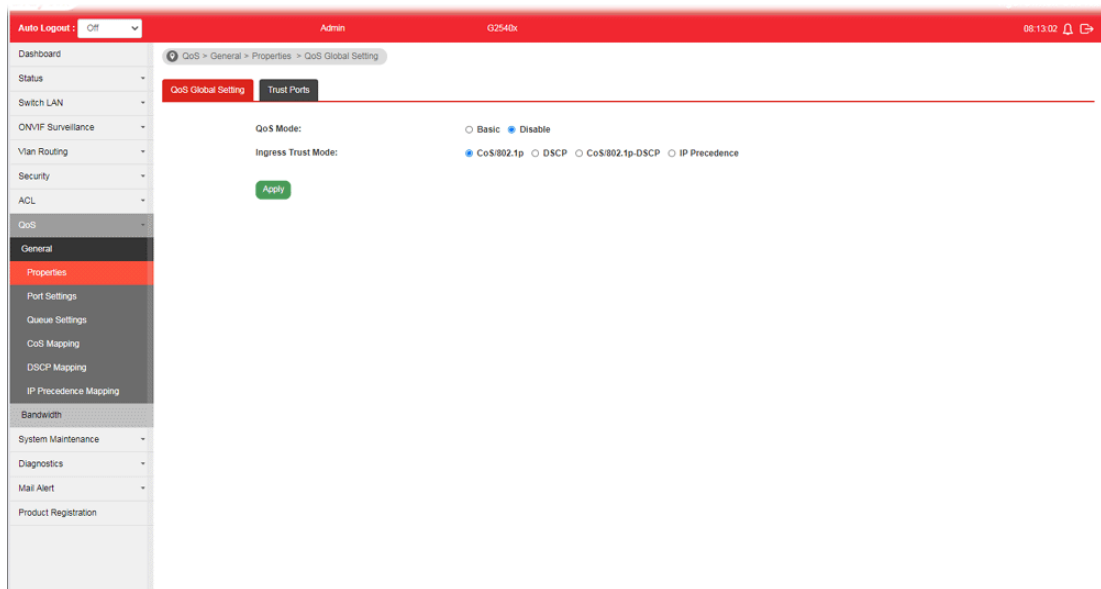 Auto Logout : Off Admin G2540x 08:13:02
Dashboard
Status
Switch LAN
ONVIF Surveillance
Vlan Routing
Security
ACL
QoS
General
Properties
Port Settings
Queue Settings
CoS Mapping
DSCP Mapping
IP Precedence Mapping
Bandwidth
System Maintenance
Diagnostics
Mail Alert
Product Registration
QoS > General > Properties > QoS Global Setting
QoS Global Setting Trust Ports
QoS Mode: Basic Disable
Ingress Trust Mode: CoS/802.1p DSCP CoS/802.1p-DSCP IP Precedence
Apply